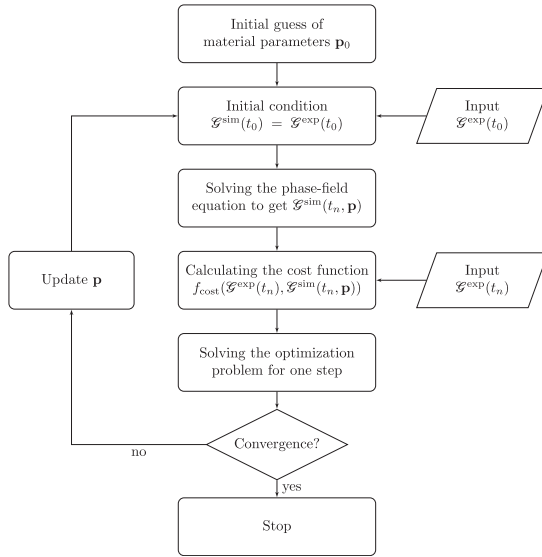 Initial guess of
material parameters 𝐩₀
Initial condition
𝒢ˢⁱᵐ(t₀) = 𝒢ᵉˣᵖ(t₀)
Input
𝒢ᵉˣᵖ(t₀)
Solving the phase-field
equation to get 𝒢ˢⁱᵐ(tₙ, 𝐩)
Update 𝐩
Calculating the cost function
f_cost(𝒢ᵉˣᵖ(tₙ), 𝒢ˢⁱᵐ(tₙ, 𝐩))
Input
𝒢ᵉˣᵖ(tₙ)
Solving the optimization
problem for one step
Convergence?
no
yes
Stop